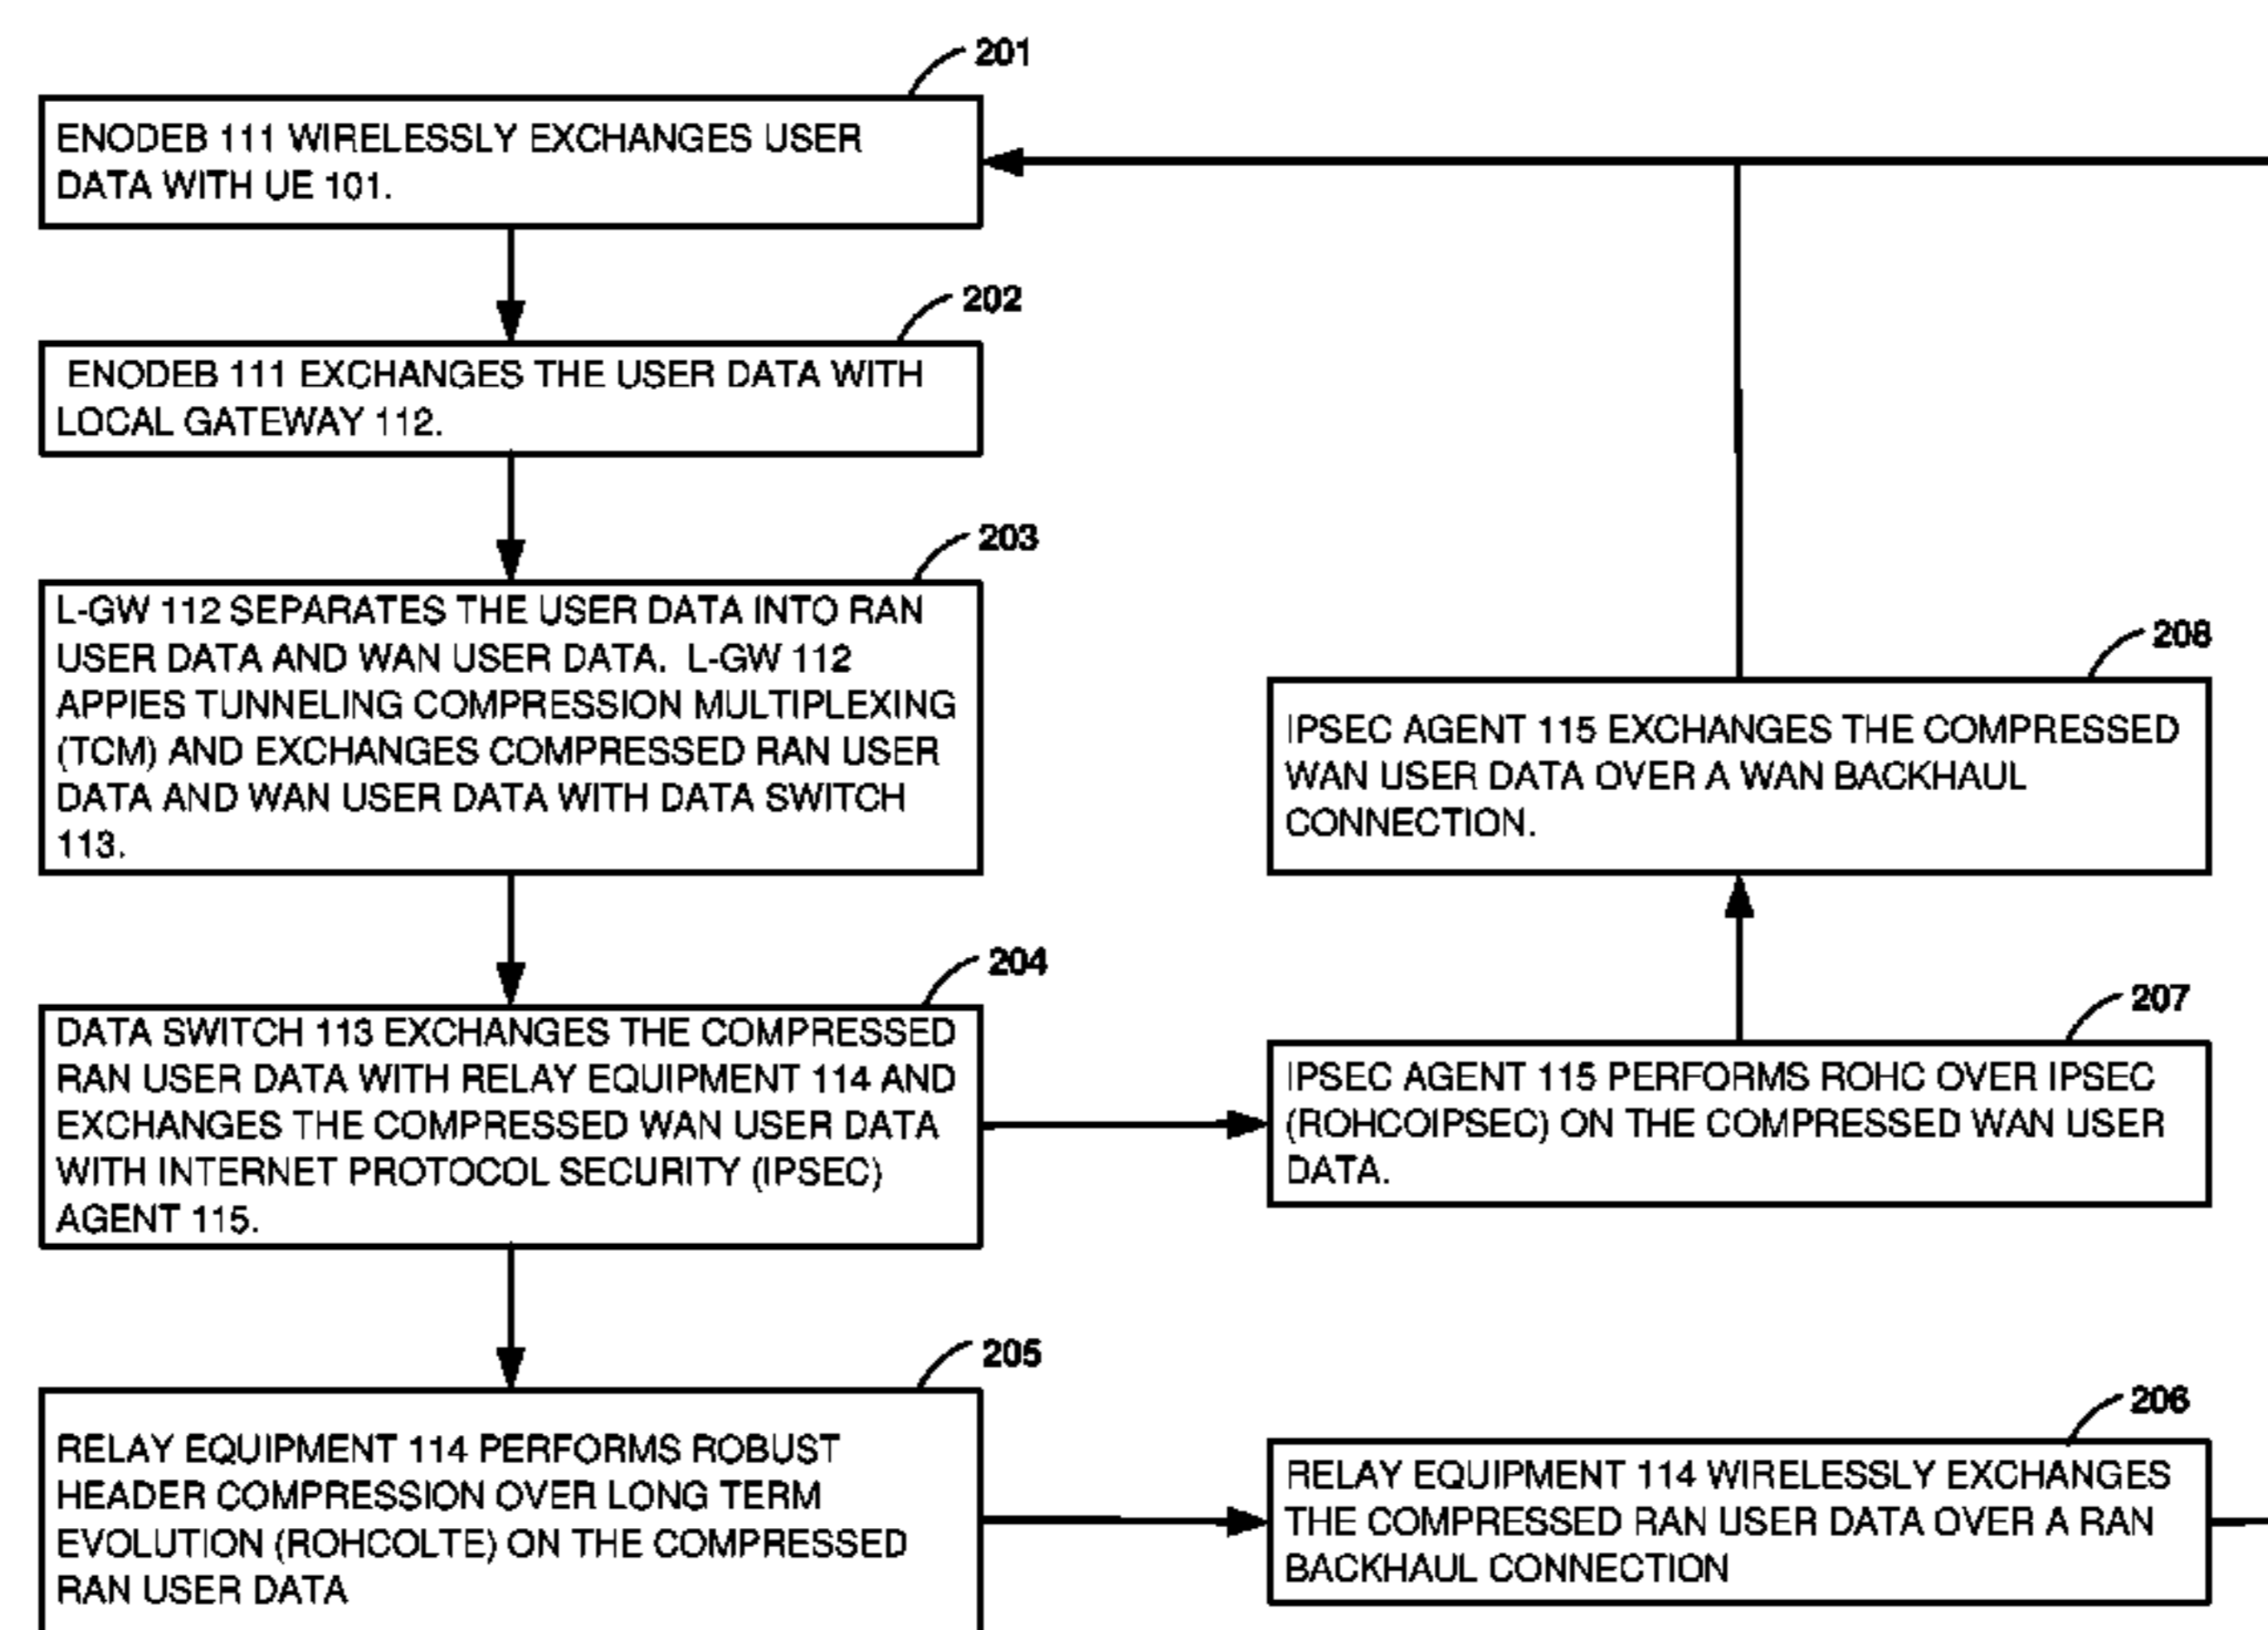 201
ENODEB 111 WIRELESSLY EXCHANGES USER
DATA WITH UE 101.
202
ENODEB 111 EXCHANGES THE USER DATA WITH
LOCAL GATEWAY 112.
203
L-GW 112 SEPARATES THE USER DATA INTO RAN
USER DATA AND WAN USER DATA. L-GW 112
APPIES TUNNELING COMPRESSION MULTIPLEXING
(TCM) AND EXCHANGES COMPRESSED RAN USER
DATA AND WAN USER DATA WITH DATA SWITCH
113.
204
DATA SWITCH 113 EXCHANGES THE COMPRESSED
RAN USER DATA WITH RELAY EQUIPMENT 114 AND
EXCHANGES THE COMPRESSED WAN USER DATA
WITH INTERNET PROTOCOL SECURITY (IPSEC)
AGENT 115.
205
RELAY EQUIPMENT 114 PERFORMS ROBUST
HEADER COMPRESSION OVER LONG TERM
EVOLUTION (ROHCOLTE) ON THE COMPRESSED
RAN USER DATA
206
RELAY EQUIPMENT 114 WIRELESSLY EXCHANGES
THE COMPRESSED RAN USER DATA OVER A RAN
BACKHAUL CONNECTION
207
IPSEC AGENT 115 PERFORMS ROHC OVER IPSEC
(ROHCOIPSEC) ON THE COMPRESSED WAN USER
DATA.
208
IPSEC AGENT 115 EXCHANGES THE COMPRESSED
WAN USER DATA OVER A WAN BACKHAUL
CONNECTION.